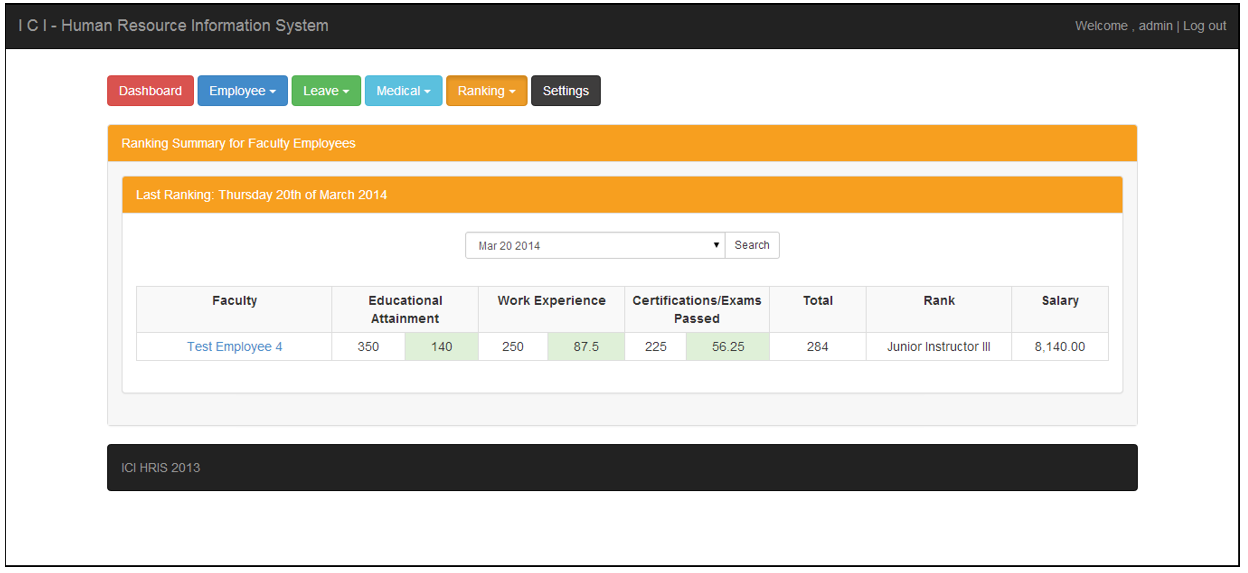 I C I - Human Resource Information System
Welcome , admin | Log out
Dashboard
Employee
Leave
Medical
Ranking
Settings
Ranking Summary for Faculty Employees
Last Ranking: Thursday 20th of March 2014
Mar 20 2014
Search
Faculty
Educational
Attainment
Work Experience
Certifications/Exams
Passed
Total
Rank
Salary
Test Employee 4
350
140
250
87.5
225
56.25
284
Junior Instructor III
8,140.00
ICI HRIS 2013